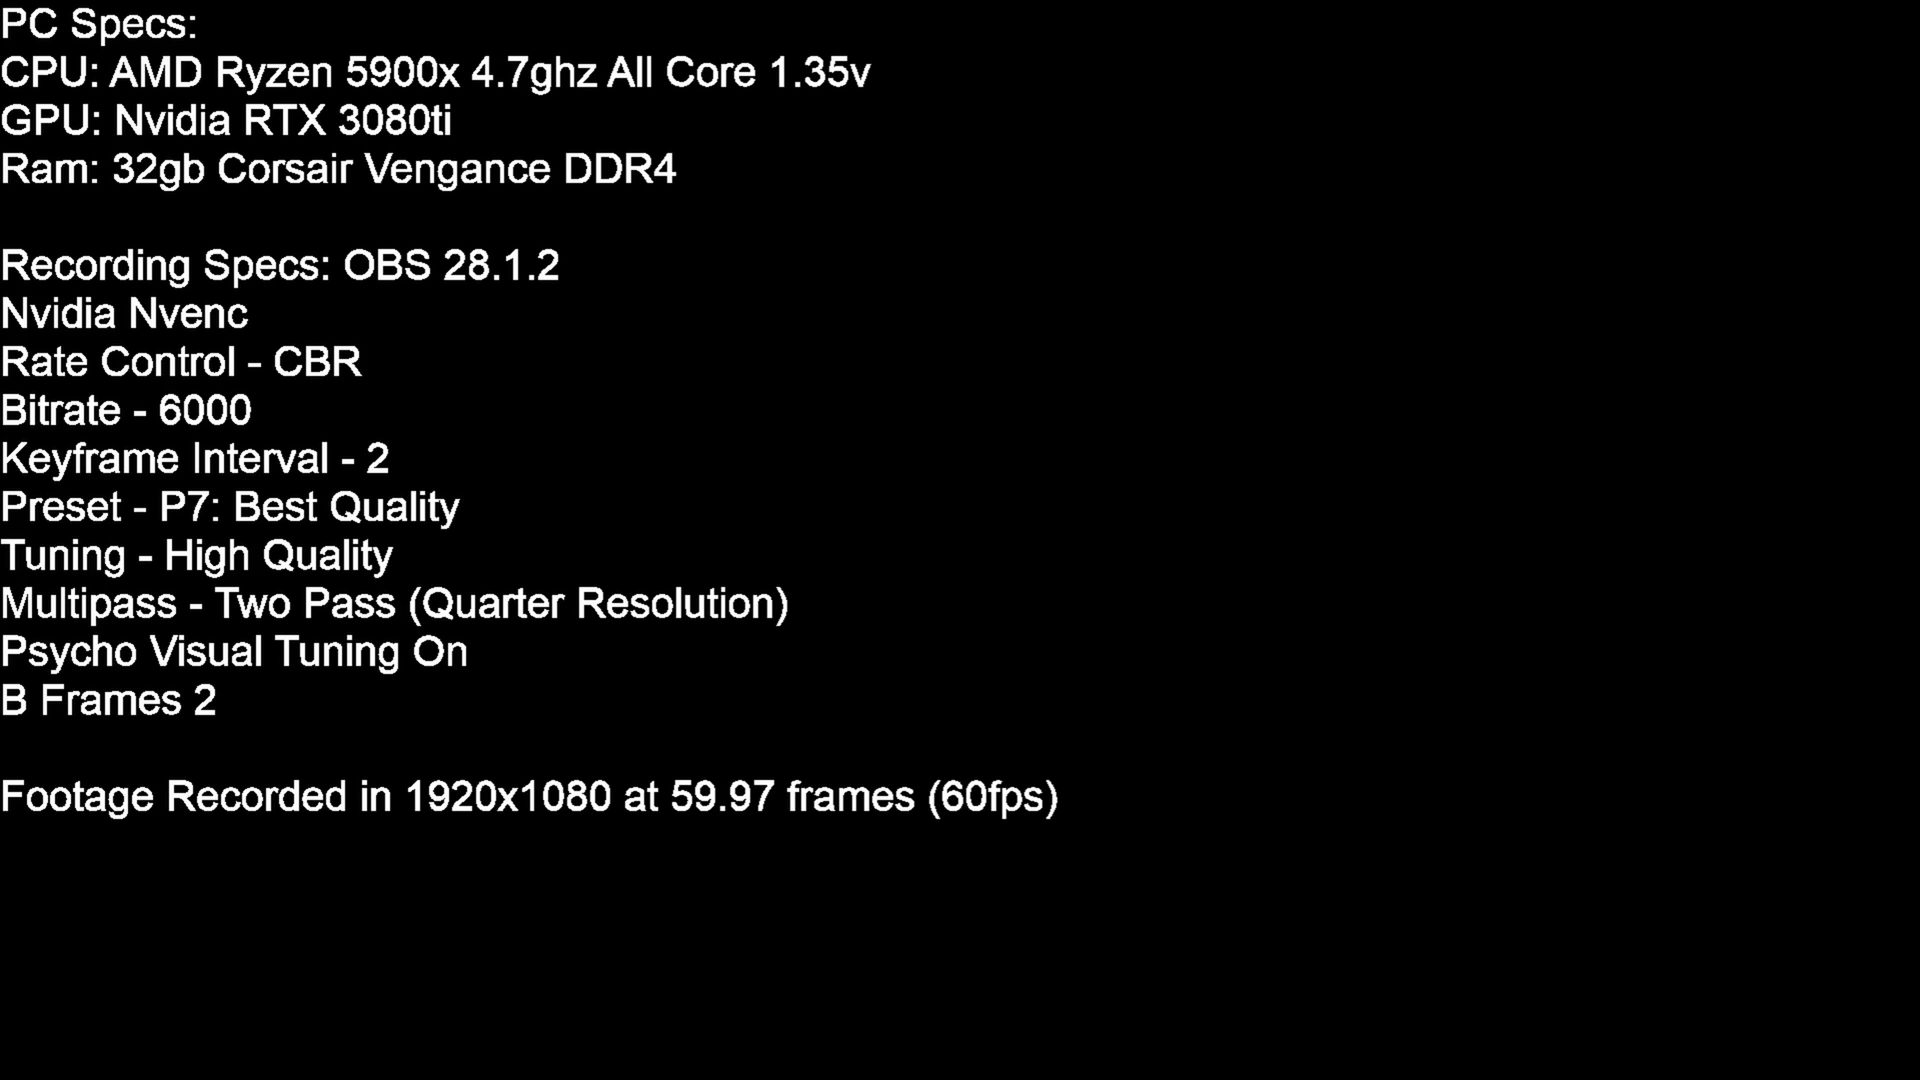 PC Specs:
CPU: AMD Ryzen 5900x 4.7ghz All Core 1.35v
GPU: Nvidia RTX 3080ti
Ram: 32gb Corsair Vengance DDR4
Recording Specs: OBS 28.1.2
Nvidia Nvenc
Rate Control - CBR
Bitrate - 6000
Keyframe Interval - 2
Preset - P7: Best Quality
Tuning - High Quality
Multipass - Two Pass (Quarter Resolution)
Psycho Visual Tuning On
B Frames 2
Footage Recorded in 1920x1080 at 59.97 frames (60fps)